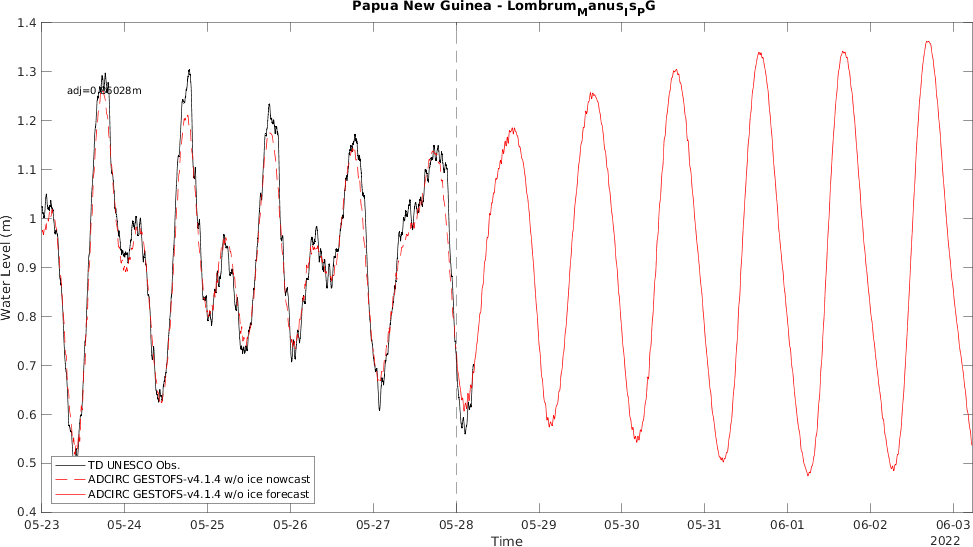 Papua New Guinea - LombrumManusIsPG
1.4
1.3
1.2
1.1
1
0.9
0.8
0.7
0.6
0.5
0.4
Water Level (m)
TD UNESCO Obs.
ADCIRC GESTOFS-v4.1.4 w/o ice nowcast
ADCIRC GESTOFS-v4.1.4 w/o ice forecast
05-23 05-24 05-25 05-26 05-27 05-28 05-29 05-30 05-31 06-01 06-02 06-03
Time
2022